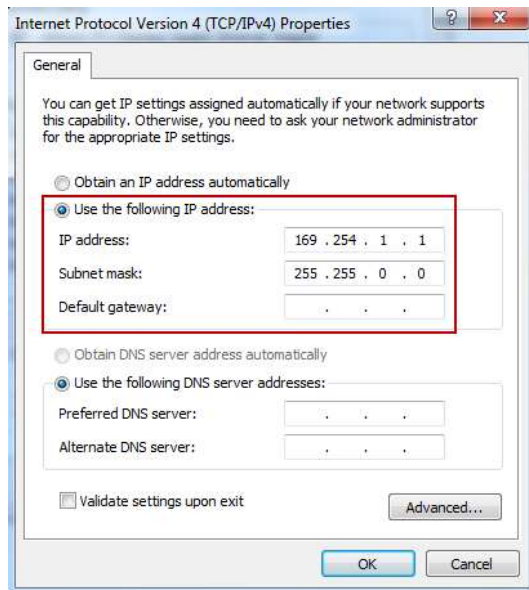 Internet Protocol Version 4 (TCP/IPv4) Properties
General
You can get IP settings assigned automatically if your network supports
this capability. Otherwise, you need to ask your network administrator
for the appropriate IP settings.
Obtain an IP address automatically
Use the following IP address:
IP address: 169 . 254 . 1 . 1
Subnet mask: 255 . 255 . 0 . 0
Default gateway: . . .
Obtain DNS server address automatically
Use the following DNS server addresses:
Preferred DNS server: . . .
Alternate DNS server: . . .
Validate settings upon exit
Advanced...
OK Cancel